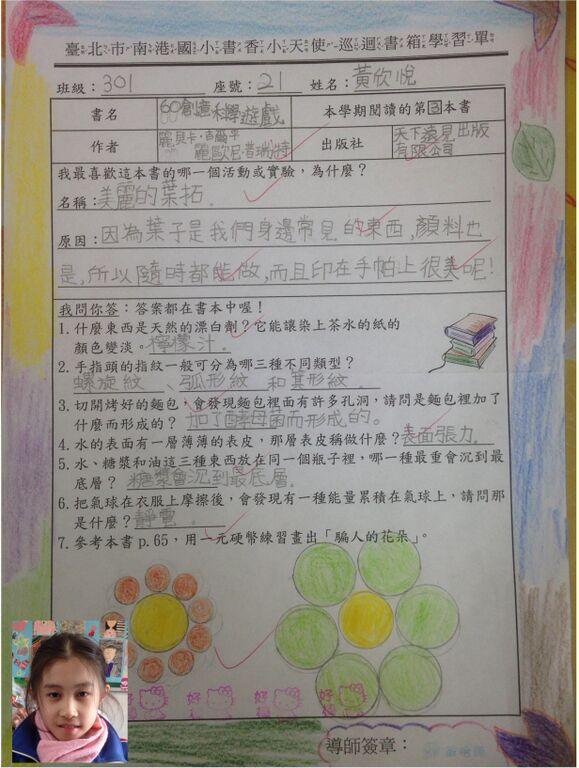 臺北市南港國小書香小天使巡迴書箱學習單
班級：301 座號：21 姓名：黃欣悅
書名 60創意科學遊戲 本學期閱讀的第 本書
作者 麗貝卡·吉爾平 麗歐尼·普瑞特 出版社 天下遠見出版有限公司
我最喜歡這本書的哪一個活動或實驗，為什麼？
名稱：美麗的葉拓。
原因：因為葉子是我們身邊常見的東西,顏料也
是,所以隨時都能做,而且印在手帕上很美呢!
我問你答：答案都在書本中喔！
1. 什麼東西是天然的漂白劑？它能讓染上茶水的紙的
顏色變淡。檸檬汁。
2. 手指頭的指紋一般可分為哪三種不同類型？
螺旋紋、弧形紋和箕形紋。
3. 切開烤好的麵包，會發現麵包裡面有許多孔洞，請問是麵包裡加了
什麼而形成的？加了酵母菌而形成的。
4. 水的表面有一層薄薄的表皮，那層表皮稱做什麼？表面張力。
5. 水、糖漿和油這三種東西放在同一個瓶子裡，哪一種最重會沉到最
底層？糖漿會沉到最底層。
6. 把氣球在衣服上摩擦後，會發現有一種能量累積在氣球上，請問那
是什麼？靜電。
7. 參考本書 p.65，用一元硬幣練習畫出「騙人的花朵」。
好棒 好棒 好棒 好棒
導師簽章：